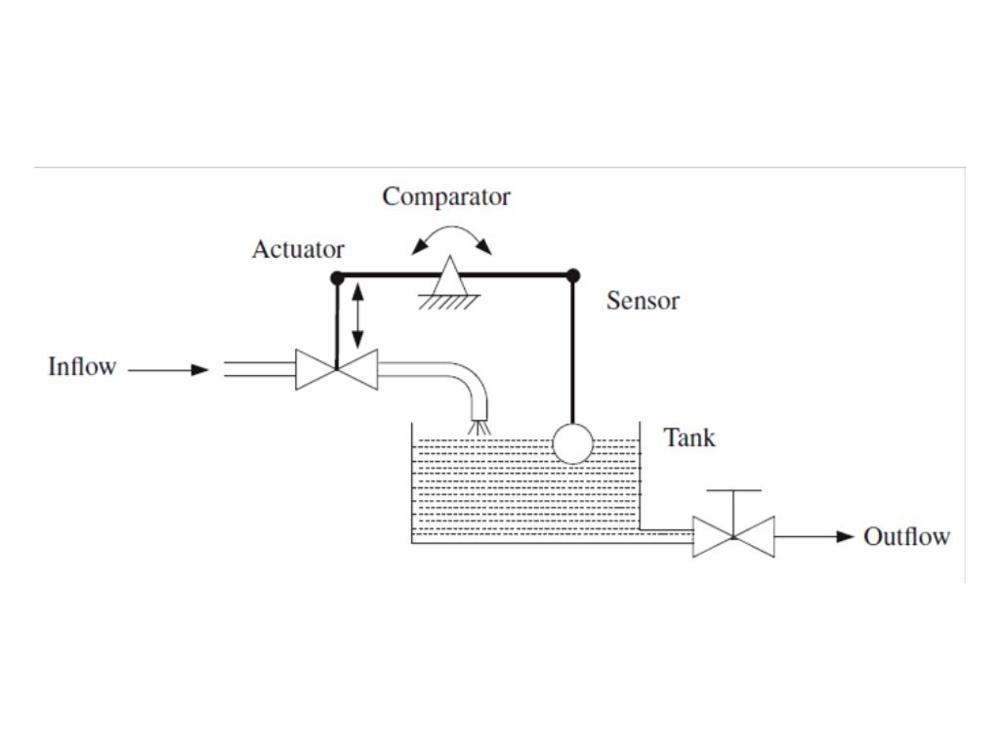 Comparator
Actuator
Sensor
Inflow
Tank
Outflow